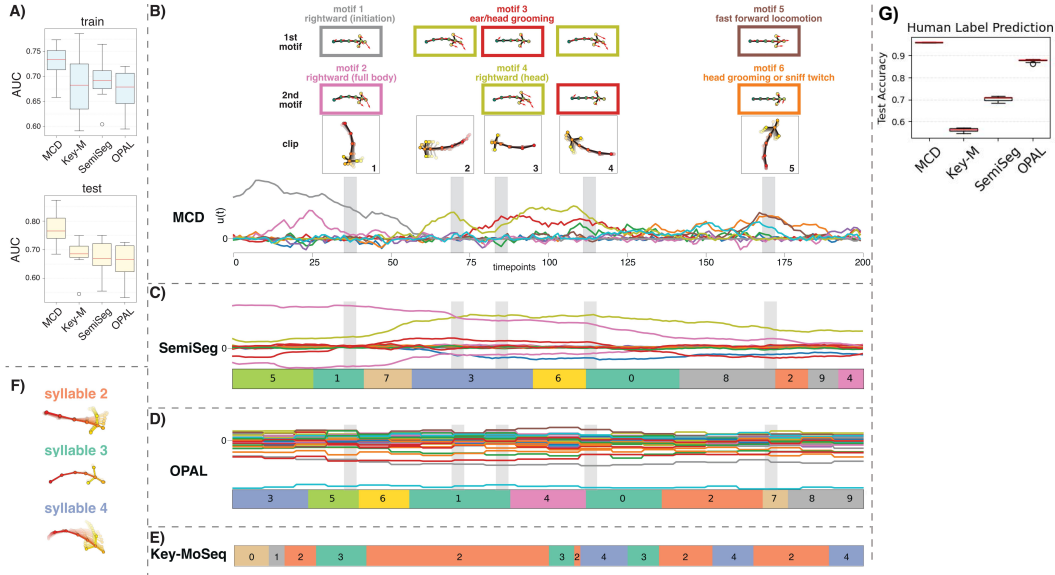 A)
train
AUC
0.75
0.70
0.65
0.60
MCD
Key-M
SemiSeg
OPAL
test
AUC
0.80
0.70
0.60
MCD
Key-M
SemiSeg
OPAL
B)
motif 1
rightward (initiation)
motif 3
ear/head grooming
motif 5
fast forward locomotion
1st
motif
motif 2
rightward (full body)
motif 4
rightward (head)
motif 6
head grooming or sniff twitch
2nd
motif
clip
1
2
3
4
5
MCD
u(t)
0
0
25
50
75
100
125
150
175
200
timepoints
C)
SemiSeg
0
5
1
7
3
6
0
8
2
9
4
D)
OPAL
0
3
5
6
1
4
0
2
7
8
9
E)
Key-MoSeq
0
1
2
3
2
3
2
4
3
2
4
2
4
F)
syllable 2
syllable 3
syllable 4
G)
Human Label Prediction
Test Accuracy
0.9
0.8
0.7
0.6
MCD
Key-M
SemiSeg
OPAL